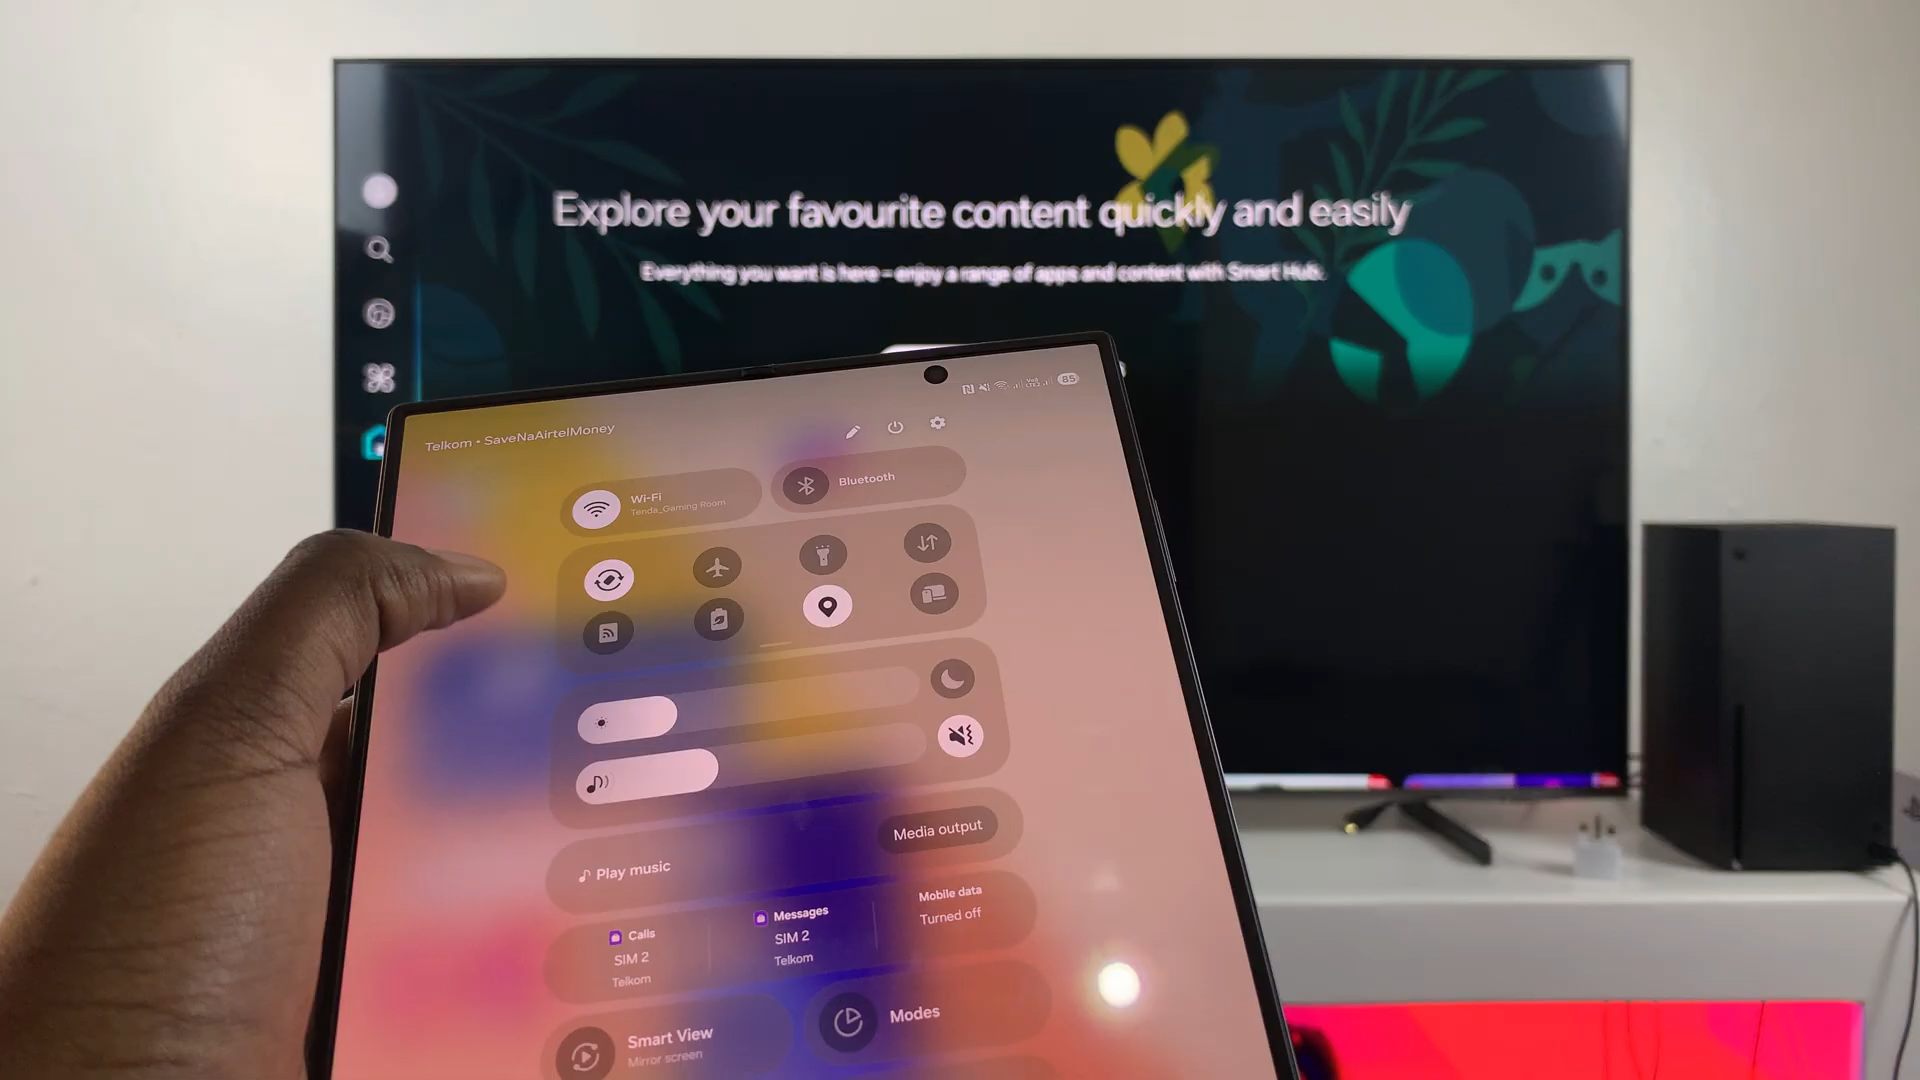 Explore your favourite content quickly and easily
Everything you want is here – enjoy a range of apps and content with Smart Hub.
85
Telkom • SaveNaAirtelMoney
Wi-Fi
Tenda_Gaming Room
Bluetooth
Media output
Play music
Calls
SIM 2
Telkom
Messages
SIM 2
Telkom
Mobile data
Turned off
Smart View
Mirror screen
Modes